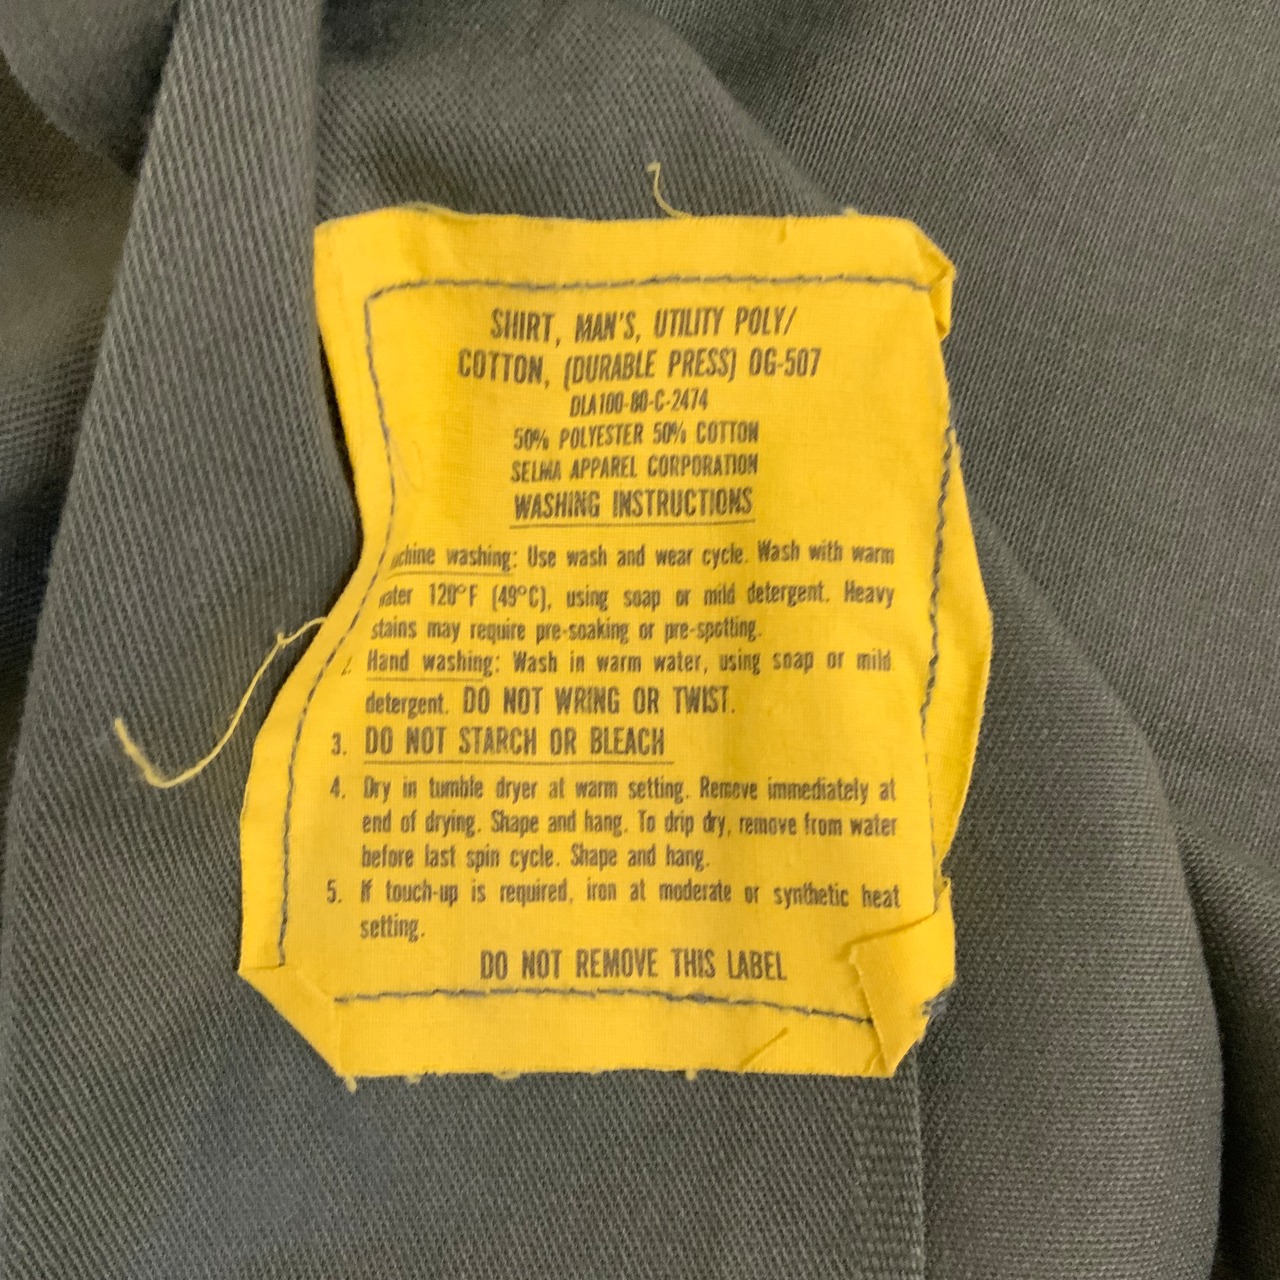 SHIRT, MAN'S, UTILITY POLY/
COTTON, (DURABLE PRESS) OG-507
DLA100-80-C-2474
50% POLYESTER 50% COTTON
SELMA APPAREL CORPORATION
WASHING INSTRUCTIONS
achine washing: Use wash and wear cycle. Wash with warm
water 120°F (49°C), using soap or mild detergent. Heavy
stains may require pre-soaking or pre-spotting.
2. Hand washing: Wash in warm water, using soap or mild
detergent. DO NOT WRING OR TWIST.
3. DO NOT STARCH OR BLEACH
4. Dry in tumble dryer at warm setting. Remove immediately at
end of drying. Shape and hang. To drip dry, remove from water
before last spin cycle. Shape and hang.
5. If touch-up is required, iron at moderate or synthetic heat
setting.
DO NOT REMOVE THIS LABEL